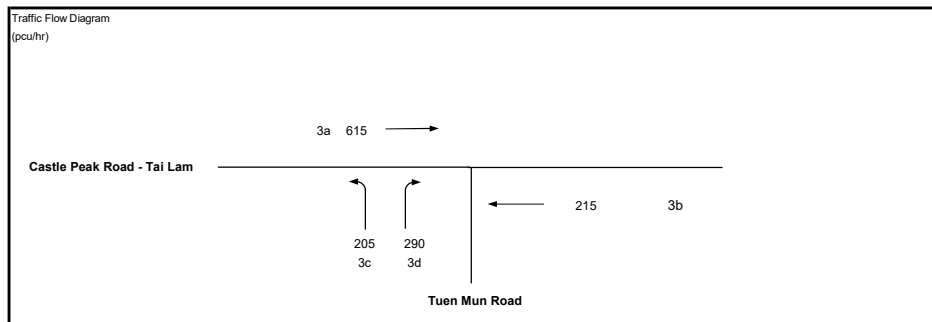 Traffic Flow Diagram
(pcu/hr)
3a 615
Castle Peak Road - Tai Lam
215 3b
205 290
3c 3d
Tuen Mun Road